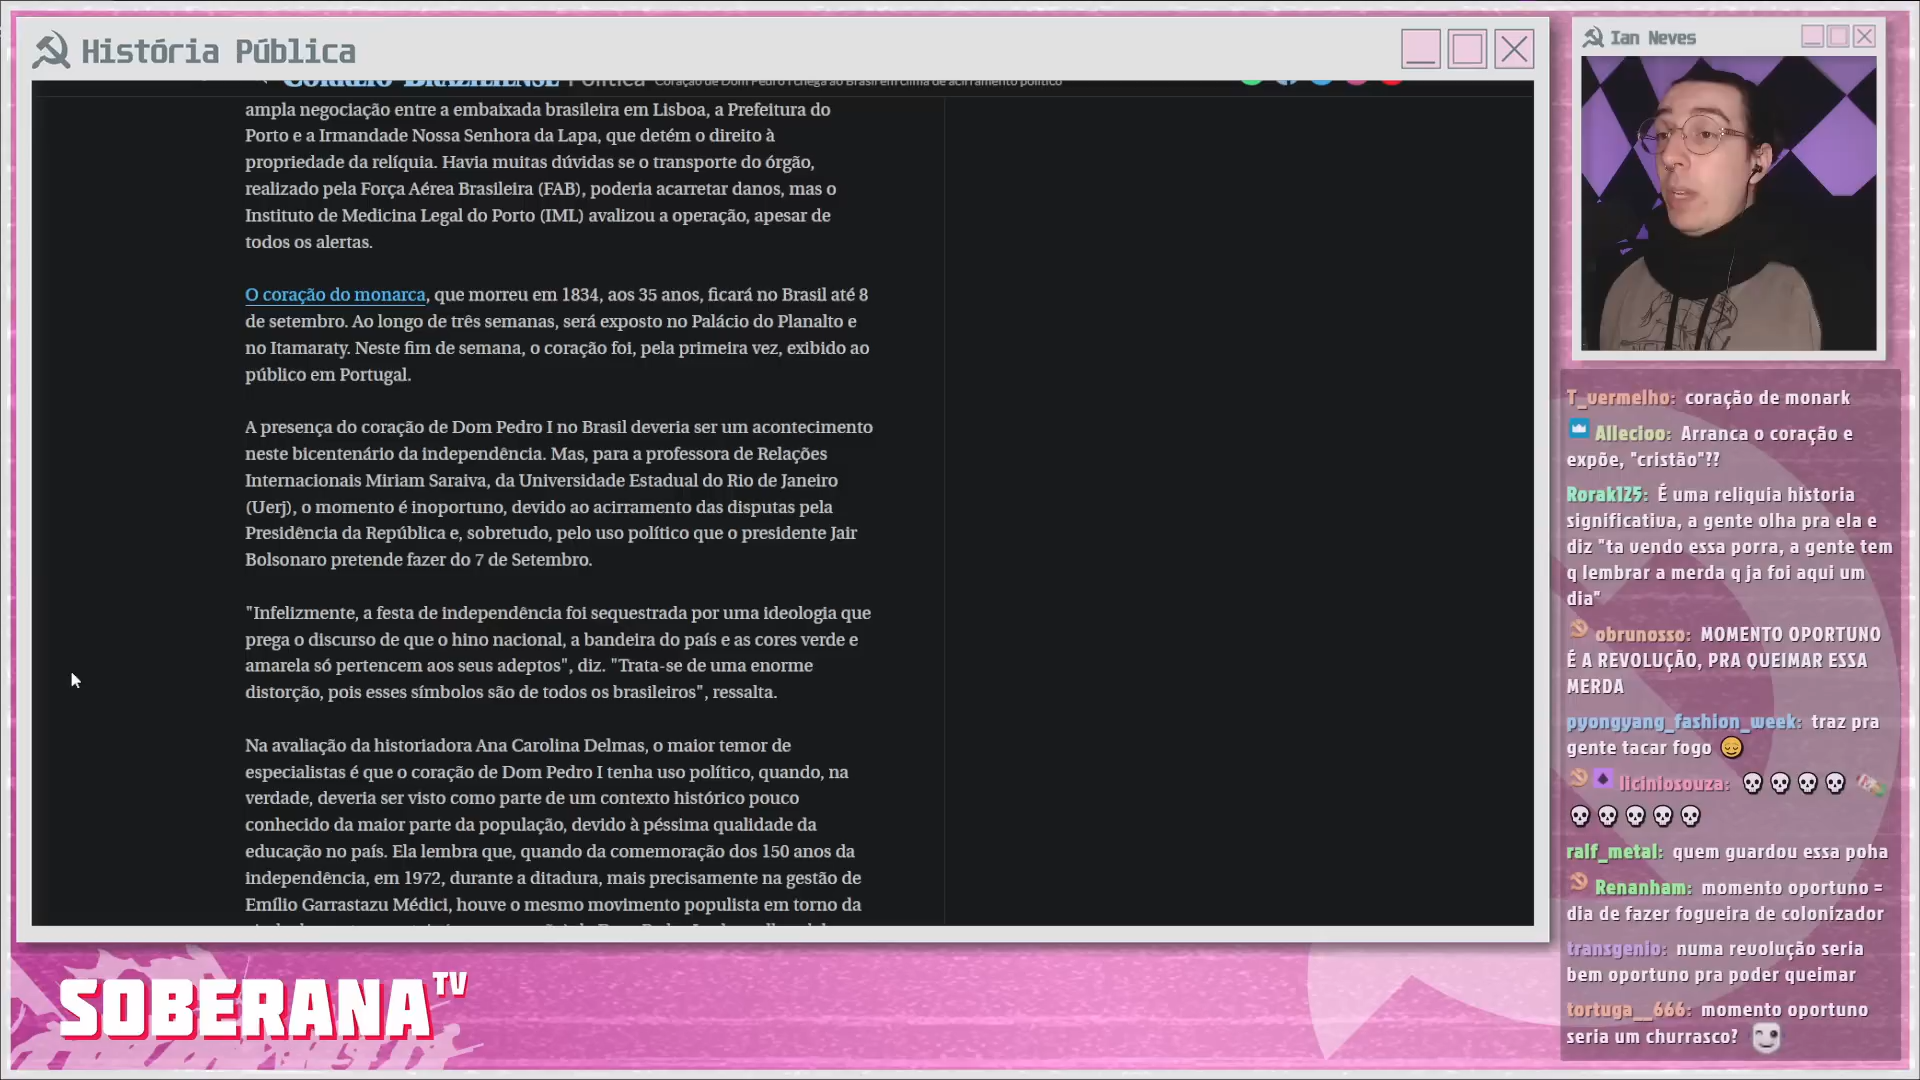 História Pública
CORREIO BRAZILIENSE | Política Coração de Dom Pedro I chega ao Brasil em clima de acirramento político
ampla negociação entre a embaixada brasileira em Lisboa, a Prefeitura do
Porto e a Irmandade Nossa Senhora da Lapa, que detém o direito à
propriedade da relíquia. Havia muitas dúvidas se o transporte do órgão,
realizado pela Força Aérea Brasileira (FAB), poderia acarretar danos, mas o
Instituto de Medicina Legal do Porto (IML) avalizou a operação, apesar de
todos os alertas.
O coração do monarca, que morreu em 1834, aos 35 anos, ficará no Brasil até 8
de setembro. Ao longo de três semanas, será exposto no Palácio do Planalto e
no Itamaraty. Neste fim de semana, o coração foi, pela primeira vez, exibido ao
público em Portugal.
A presença do coração de Dom Pedro I no Brasil deveria ser um acontecimento
neste bicentenário da independência. Mas, para a professora de Relações
Internacionais Miriam Saraiva, da Universidade Estadual do Rio de Janeiro
(Uerj), o momento é inoportuno, devido ao acirramento das disputas pela
Presidência da República e, sobretudo, pelo uso político que o presidente Jair
Bolsonaro pretende fazer do 7 de Setembro.
"Infelizmente, a festa de independência foi sequestrada por uma ideologia que
prega o discurso de que o hino nacional, a bandeira do país e as cores verde e
amarela só pertencem aos seus adeptos", diz. "Trata-se de uma enorme
distorção, pois esses símbolos são de todos os brasileiros", ressalta.
Na avaliação da historiadora Ana Carolina Delmas, o maior temor de
especialistas é que o coração de Dom Pedro I tenha uso político, quando, na
verdade, deveria ser visto como parte de um contexto histórico pouco
conhecido da maior parte da população, devido à péssima qualidade da
educação no país. Ela lembra que, quando da comemoração dos 150 anos da
independência, em 1972, durante a ditadura, mais precisamente na gestão de
Emílio Garrastazu Médici, houve o mesmo movimento populista em torno da
SOBERANA TV
Ian Neves
T_vermelho: coração de monark
Allecioo: Arranca o coração e
expõe, "cristão"??
Rorak125: É uma reliquia historia
significativa, a gente olha pra ela e
diz "ta vendo essa porra, a gente tem
q lembrar a merda q ja foi aqui um
dia"
obrunosso: MOMENTO OPORTUNO
É A REVOLUÇÃO, PRA QUEIMAR ESSA
MERDA
pyongyang_fashion_week: traz pra
gente tacar fogo 😌
liciniosouza: 💀 💀 💀 💀
💀 💀 💀 💀 💀
ralf_metal: quem guardou essa poha
Renanham: momento oportuno =
dia de fazer fogueira de colonizador
transgenio: numa revolução seria
bem oportuno pra poder queimar
tortuga__666: momento oportuno
seria um churrasco?